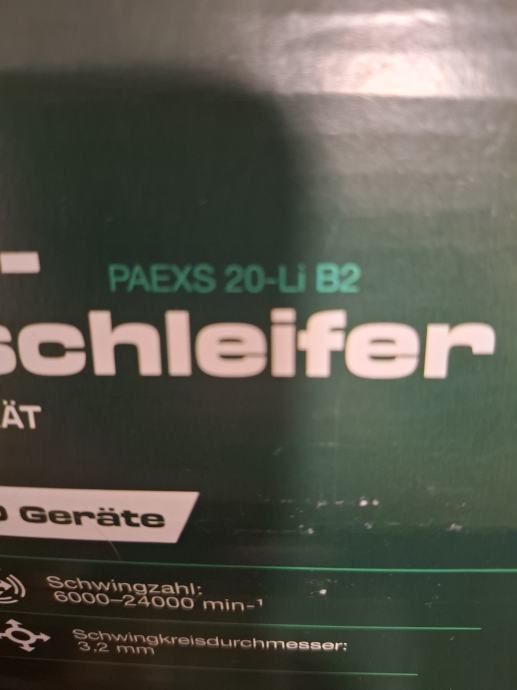 PAEXS 20-Li B2
schleifer
ÄT
Geräte
Schwingzahl:
6000–24000 min-¹
Schwingkreisdurchmesser:
3,2 mm